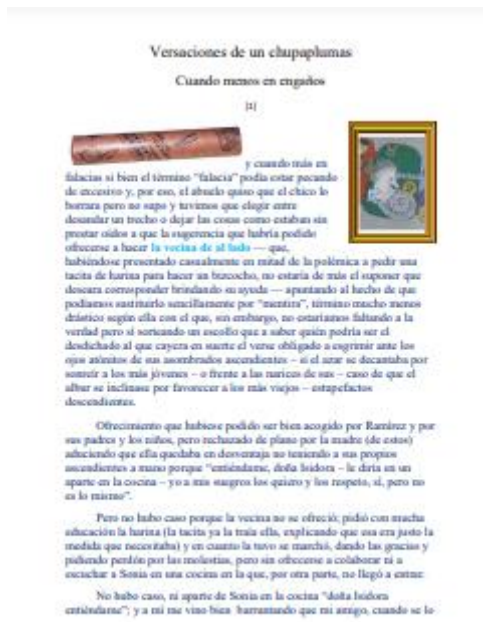 Versaciones de un chupaplumas
Cuando menos en engaños
[1]
y cuando más en
falacias si bien el término "falacia" podía estar pecando
de excesivo y, por eso, el abuelo quiso que el chico lo
borrara pero no supo y tuvimos que elegir entre
desandar un trecho o dejar las cosas como estaban sin
prestar oídos a que la sugerencia que habría podido
ofrecerse a hacer la vecina de al lado — que,
habiéndose presentado casualmente en mitad de la polémica a pedir una
tacita de harina para hacer un bizcocho, no estaría de más el suponer que
deseara corresponder brindando su ayuda — apuntando al hecho de que
podíamos sustituirlo sencillamente por "mentira", término mucho menos
drástico según ella con el que, sin embargo, no estaríamos faltando a la
verdad pero sí sorteando un escollo que a saber quién podría ser el
desdichado al que cayera en suerte el verse obligado a esgrimir ante los
ojos atónitos de sus asombrados ascendientes – si el azar se decantaba por
sonreír a los más jóvenes – o frente a las narices de sus – caso de que el
albur se inclinase por favorecer a los más viejos – estupefactos
descendientes.
Ofrecimiento que hubiese podido ser bien acogido por Ramírez y por
sus padres y los niños, pero rechazado de plano por la madre (de estos)
aduciendo que ella quedaba en desventaja no teniendo a sus propios
ascendientes a mano porque "entiéndame, doña Isidora – le diría en un
aparte en la cocina – yo a mis suegros los quiero y los respeto, sí, pero no
es lo mismo".
Pero no hubo caso porque la vecina no se ofreció; pidió con mucha
educación la harina (la tacita ya la traía ella, explicando que esa era justo la
medida que necesitaba) y en cuanto la tuvo se marchó, dando las gracias y
pidiendo perdón por las molestias, pero sin ofrecerse a colaborar ni a
escuchar a Sonia en una cocina en la que, por otra parte, no llegó a entrar.
No hubo caso, ni aparte de Sonia en la cocina "doña Isidora
entiéndame"; y a mí me vino bien barruntando que mi amigo, cuando se lo